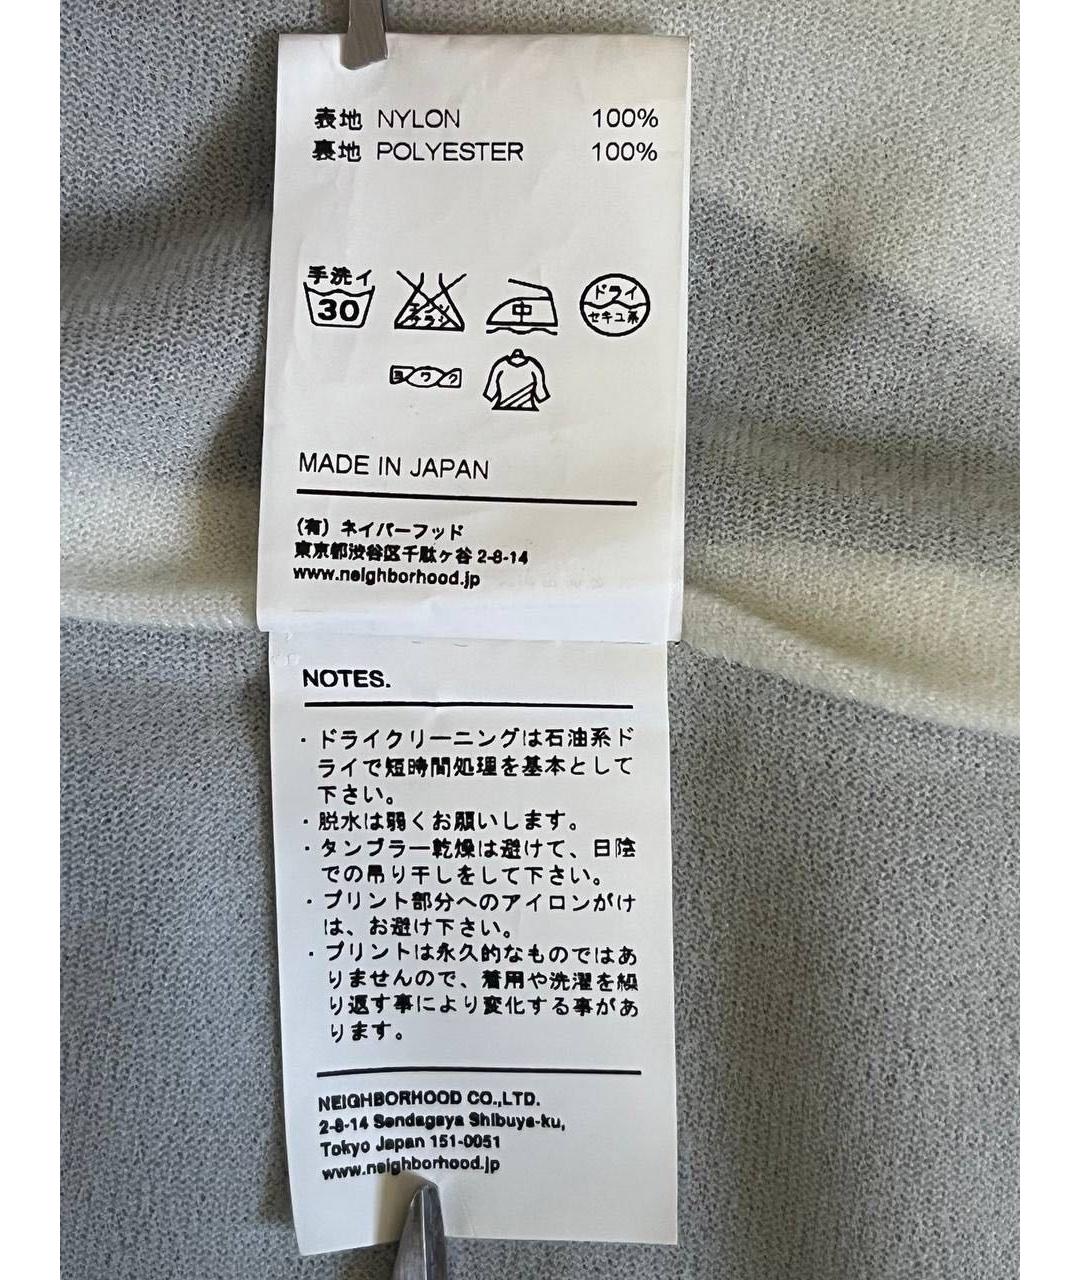 表地 NYLON 100%
裏地 POLYESTER 100%
手洗イ
30
エンソ
サラシ
中
ドライ
セキユ系
ヨワク
MADE IN JAPAN
(有) ネイバーフッド
東京都渋谷区千駄ヶ谷 2-8-14
www.neighborhood.jp
NOTES.
・ドライクリーニングは石油系ド
ライで短時間処理を基本として
下さい。
・脱水は弱くお願いします。
・タンブラー乾燥は避けて、日陰
での吊り干しをして下さい。
・プリント部分へのアイロンがけ
は、お避け下さい。
・プリントは永久的なものではあ
りませんので、着用や洗濯を繰
り返す事により変化する事があ
ります。
NEIGHBORHOOD CO.,LTD.
2-8-14 Sendagaya Shibuya-ku,
Tokyo Japan 151-0051
www.neighborhood.jp